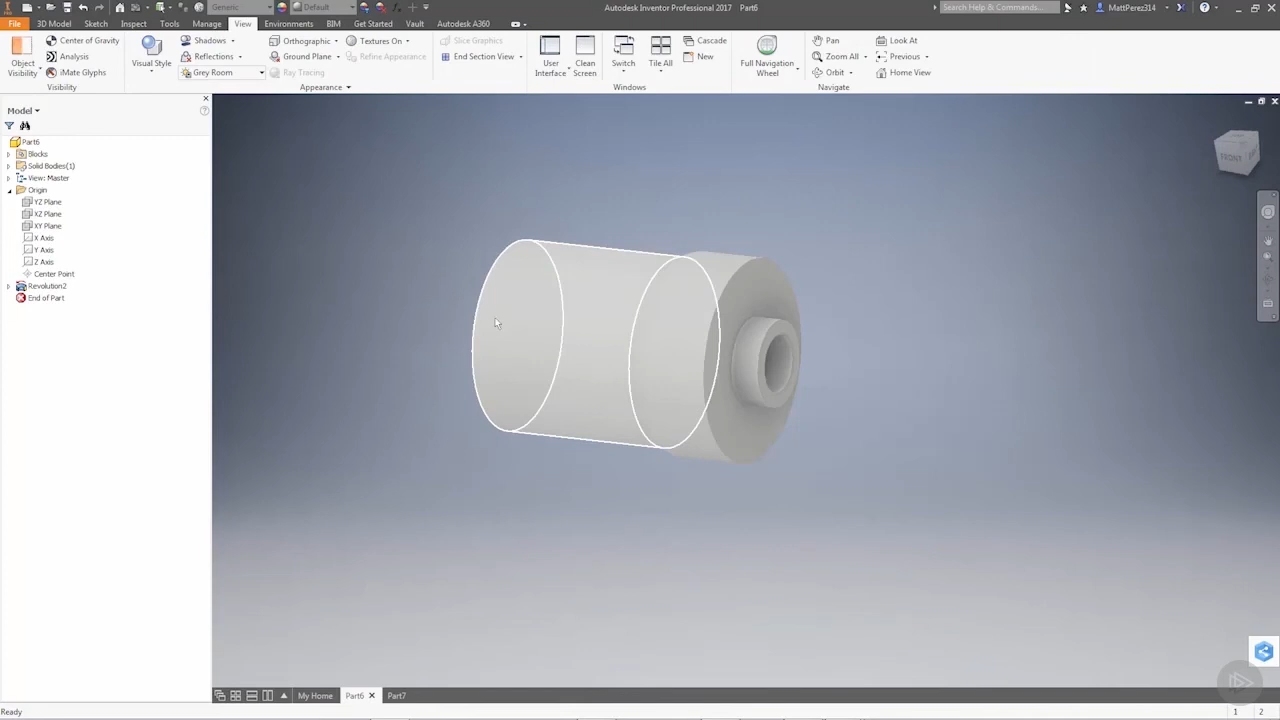 Generic Default Autodesk Inventor Professional 2017 Part6 Search Help & Commands... MattPerez314
File 3D Model Sketch Inspect Tools Manage View Environments BIM Get Started Vault Autodesk A360
Object Visibility Center of Gravity Analysis iMate Glyphs
Visual Style Shadows Reflections Grey Room Orthographic Ground Plane Ray Tracing Textures On Refine Appearance
Slice Graphics End Section View
User Interface Clean Screen Switch Tile All Cascade New
Full Navigation Wheel Pan Zoom All Orbit Look At Previous Home View
Visibility Appearance Windows Navigate
Model
Part6
Blocks
Solid Bodies(1)
View: Master
Origin
YZ Plane
XZ Plane
XY Plane
X Axis
Y Axis
Z Axis
Center Point
Revolution2
End of Part
FRONT
My Home Part6 Part7
Ready 1 2